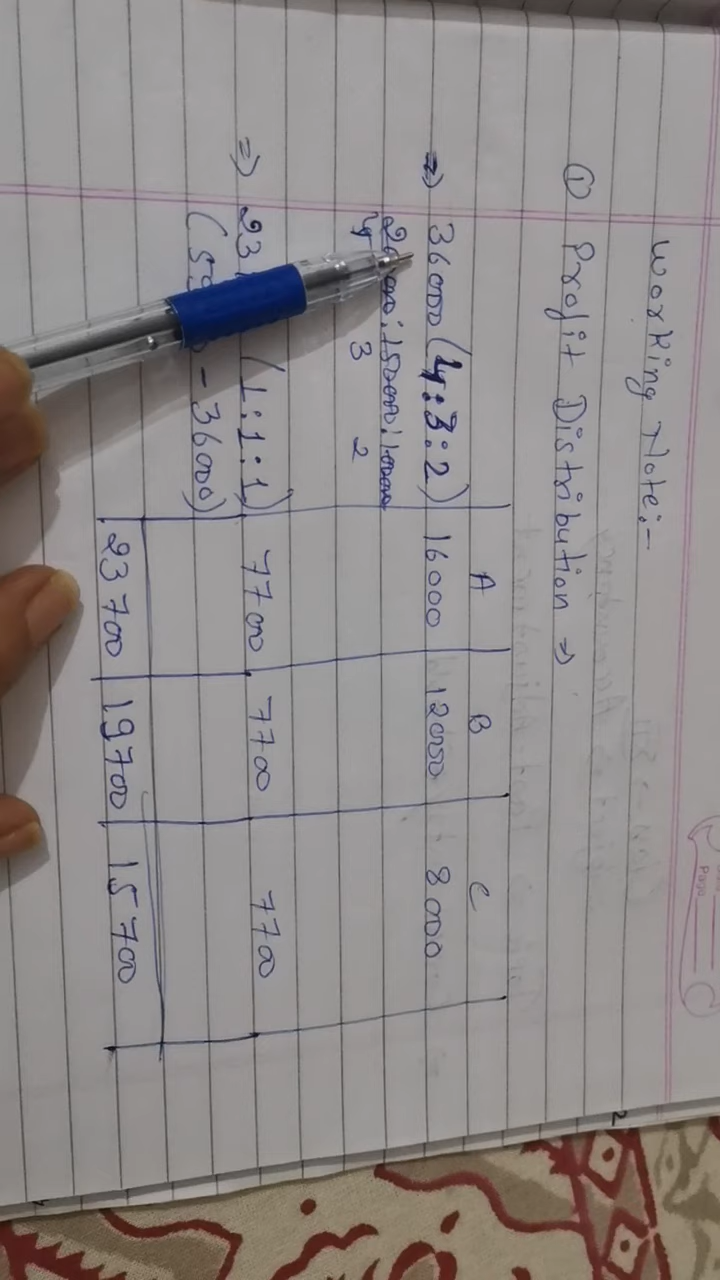 Working Note:-
① Profit Distribution ⇒
A B C
⇒ 36000 (4:3:2) 16000 12000 8000
4 3 2
⇒ (1:1:1) 7700 7700 7700
- 36000)
23700 19700 15700
Page